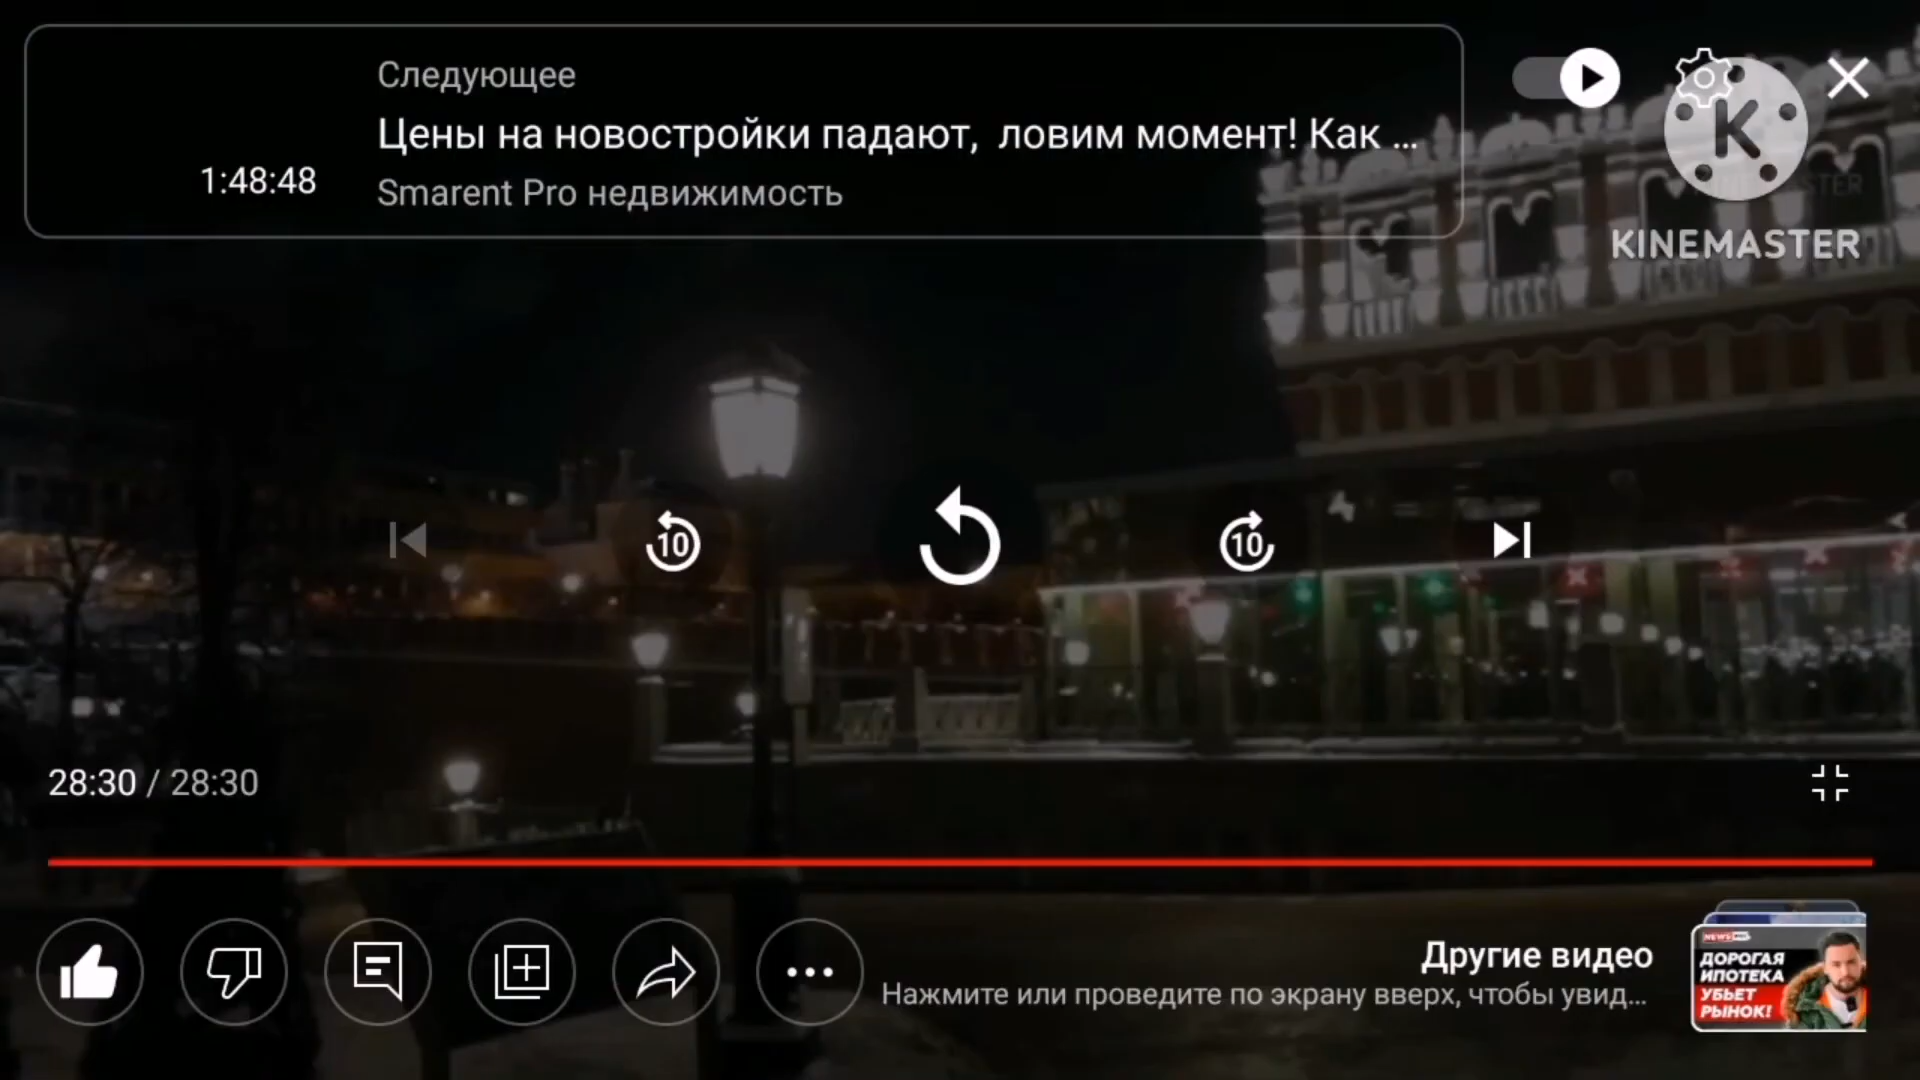 Следующее
Цены на новостройки падают, ловим момент! Как ...
1:48:48
Smarent Pro недвижимость
K
KINEMASTER
10
10
28:30 / 28:30
Другие видео
Нажмите или проведите по экрану вверх, чтобы увид...
NEWS
ДОРОГАЯ
ИПОТЕКА
УБЬЕТ
РЫНОК!